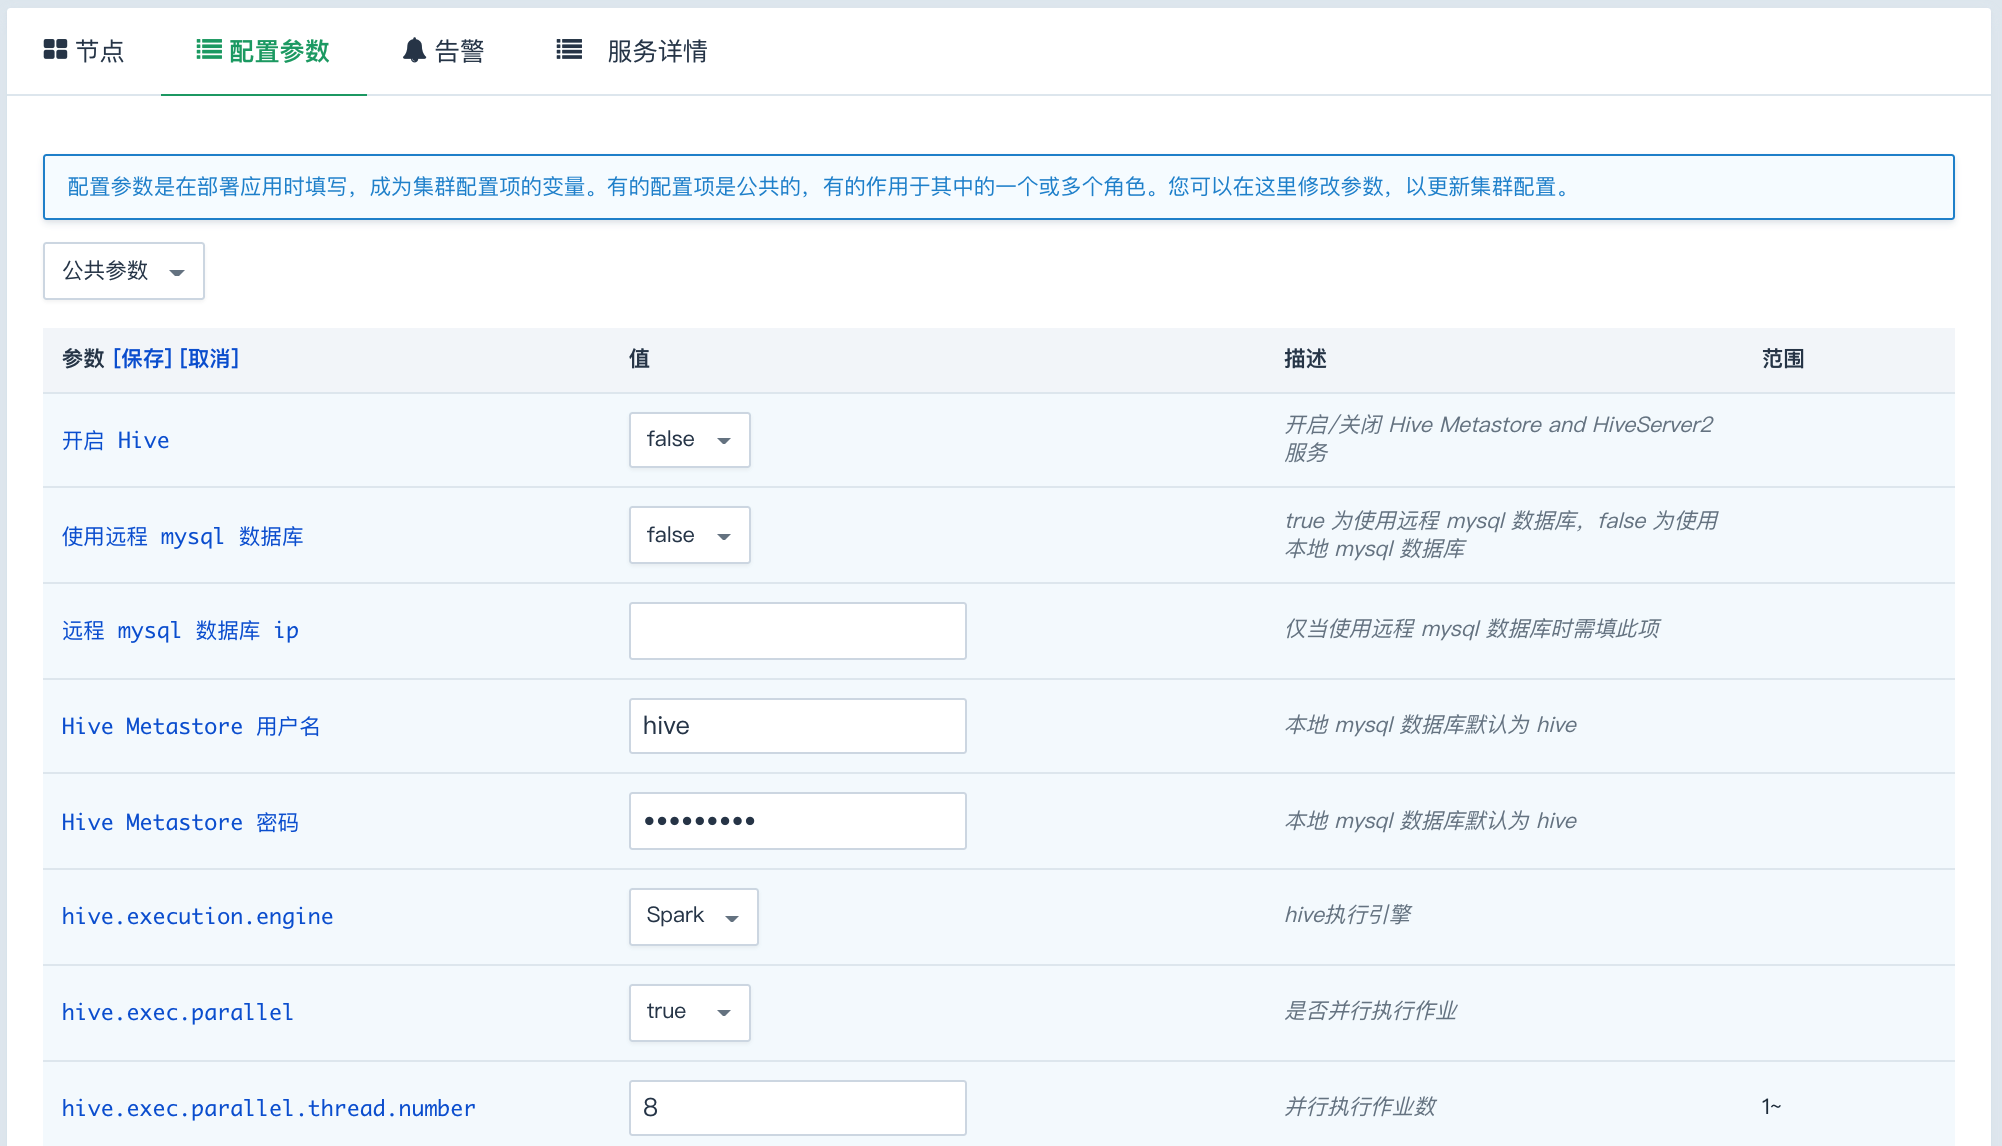 节点 配置参数 告警 服务详情
配置参数是在部署应用时填写，成为集群配置项的变量。有的配置项是公共的，有的作用于其中的一个或多个角色。您可以在这里修改参数，以更新集群配置。
公共参数
参数 [保存] [取消] 值 描述 范围
开启 Hive false 开启/关闭 Hive Metastore and HiveServer2
服务
使用远程 mysql 数据库 false true 为使用远程 mysql 数据库，false 为使用
本地 mysql 数据库
远程 mysql 数据库 ip 仅当使用远程 mysql 数据库时需填此项
Hive Metastore 用户名 hive 本地 mysql 数据库默认为 hive
Hive Metastore 密码 ••••••••• 本地 mysql 数据库默认为 hive
hive.execution.engine Spark hive执行引擎
hive.exec.parallel true 是否并行执行作业
hive.exec.parallel.thread.number 8 并行执行作业数 1~